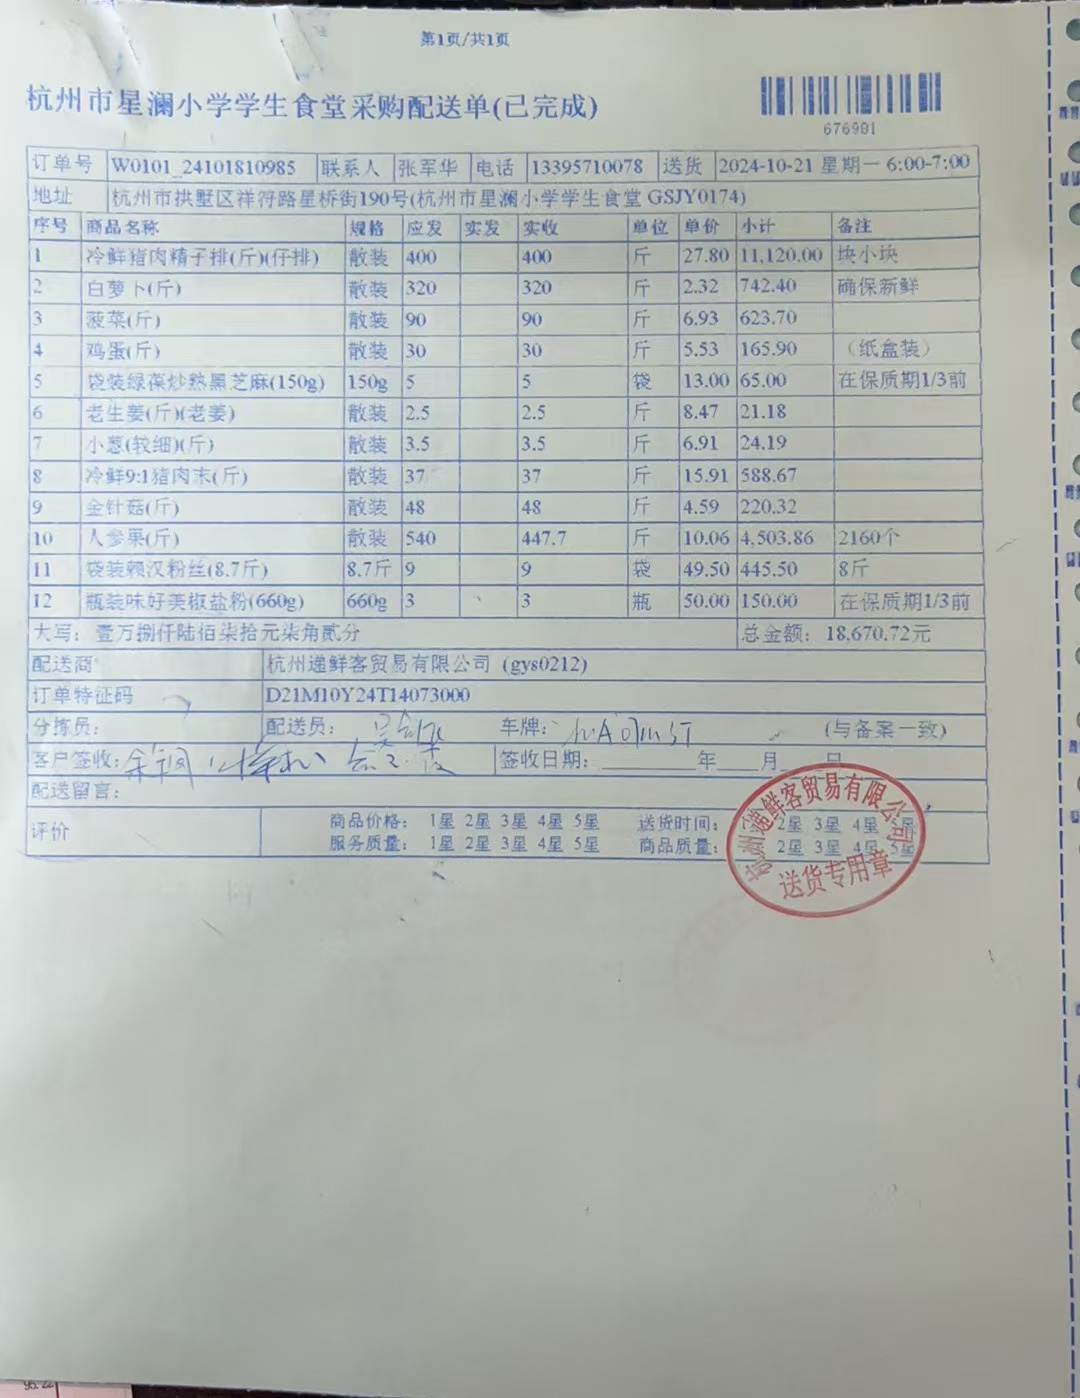 第1页/共1页
杭州市星澜小学学生食堂采购配送单(已完成)
676901
订单号 W0101_24101810985 联系人 张军华 电话 13395710078 送货 2024-10-21 星期一 6:00-7:00
地址 杭州市拱墅区祥符路星桥街190号(杭州市星澜小学学生食堂 GSJY0174)
序号 商品名称 规格 应发 实发 实收 单位 单价 小计 备注
1 冷鲜猪肉精子排(斤)(仔排) 散装 400 400 斤 27.80 11,120.00 块小块
2 白萝卜(斤) 散装 320 320 斤 2.32 742.40 确保新鲜
3 菠菜(斤) 散装 90 90 斤 6.93 623.70
4 鸡蛋(斤) 散装 30 30 斤 5.53 165.90 （纸盒装）
5 袋装绿葆炒熟黑芝麻(150g) 150g 5 5 袋 13.00 65.00 在保质期1/3前
6 老生姜(斤)(老姜) 散装 2.5 2.5 斤 8.47 21.18
7 小葱(较细)(斤) 散装 3.5 3.5 斤 6.91 24.19
8 冷鲜9:1猪肉末(斤) 散装 37 37 斤 15.91 588.67
9 金针菇(斤) 散装 48 48 斤 4.59 220.32
10 人参果(斤) 散装 540 447.7 斤 10.06 4,503.86 2160个
11 袋装颗汉粉丝(8.7斤) 8.7斤 9 9 袋 49.50 445.50 8斤
12 瓶装味好美椒盐粉(660g) 660g 3 3 瓶 50.00 150.00 在保质期1/3前
大写：壹万捌仟陆佰柒拾元柒角贰分 总金额：18,670.72元
配送商 杭州递鲜客贸易有限公司 (gys0212)
订单特征码 D21M10Y24T14073000
分拣员： 配送员： 车牌： (与备案一致)
客户签收： 签收日期：______年___月___日
配送留言：
评价 商品价格： 1星 2星 3星 4星 5星 送货时间： 2星 3星 4星 5星
服务质量： 1星 2星 3星 4星 5星 商品质量： 2星 3星 4星 5星
杭州递鲜客贸易有限公司
送货专用章